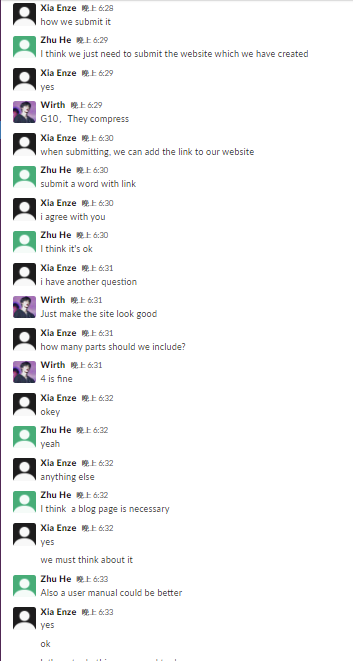 Xia Enze 晚上 6:28
how we submit it
Zhu He 晚上 6:29
I think we just need to submit the website which we have created
Xia Enze 晚上 6:29
yes
Wirth 晚上 6:29
G10，They compress
Xia Enze 晚上 6:30
when submitting, we can add the link to our website
Zhu He 晚上 6:30
submit a word with link
Xia Enze 晚上 6:30
i agree with you
Zhu He 晚上 6:30
I think it's ok
Xia Enze 晚上 6:31
i have another question
Wirth 晚上 6:31
Just make the site look good
Xia Enze 晚上 6:31
how many parts should we include?
Wirth 晚上 6:31
4 is fine
Xia Enze 晚上 6:32
okey
Zhu He 晚上 6:32
yeah
Xia Enze 晚上 6:32
anything else
Zhu He 晚上 6:32
I think a blog page is necessary
Xia Enze 晚上 6:32
yes
we must think about it
Zhu He 晚上 6:33
Also a user manual could be better
Xia Enze 晚上 6:33
yes
ok